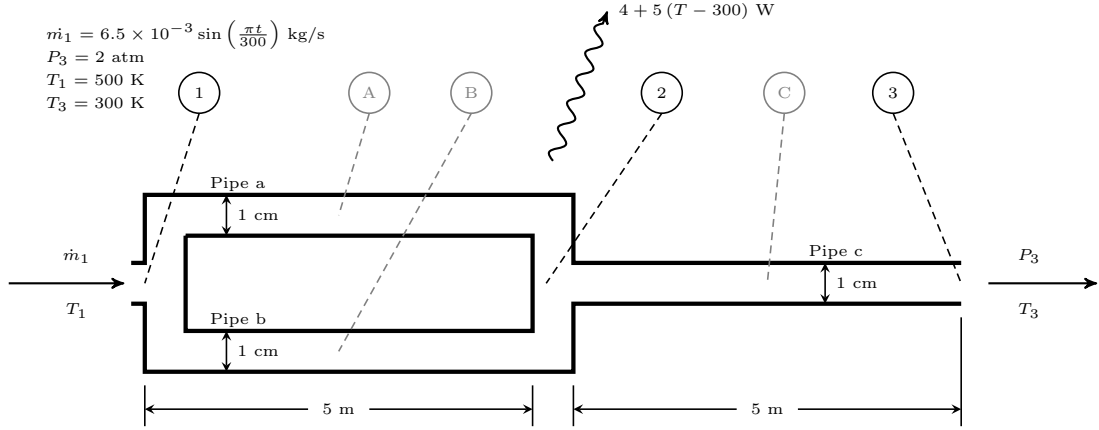 4 + 5 (T − 300) W
ṁ₁ = 6.5 × 10⁻³ sin (πt/300) kg/s
P₃ = 2 atm
T₁ = 500 K
T₃ = 300 K
1 A B 2 C 3
Pipe a
1 cm
Pipe c
ṁ₁ P₃
1 cm
T₁ T₃
Pipe b
1 cm
5 m 5 m